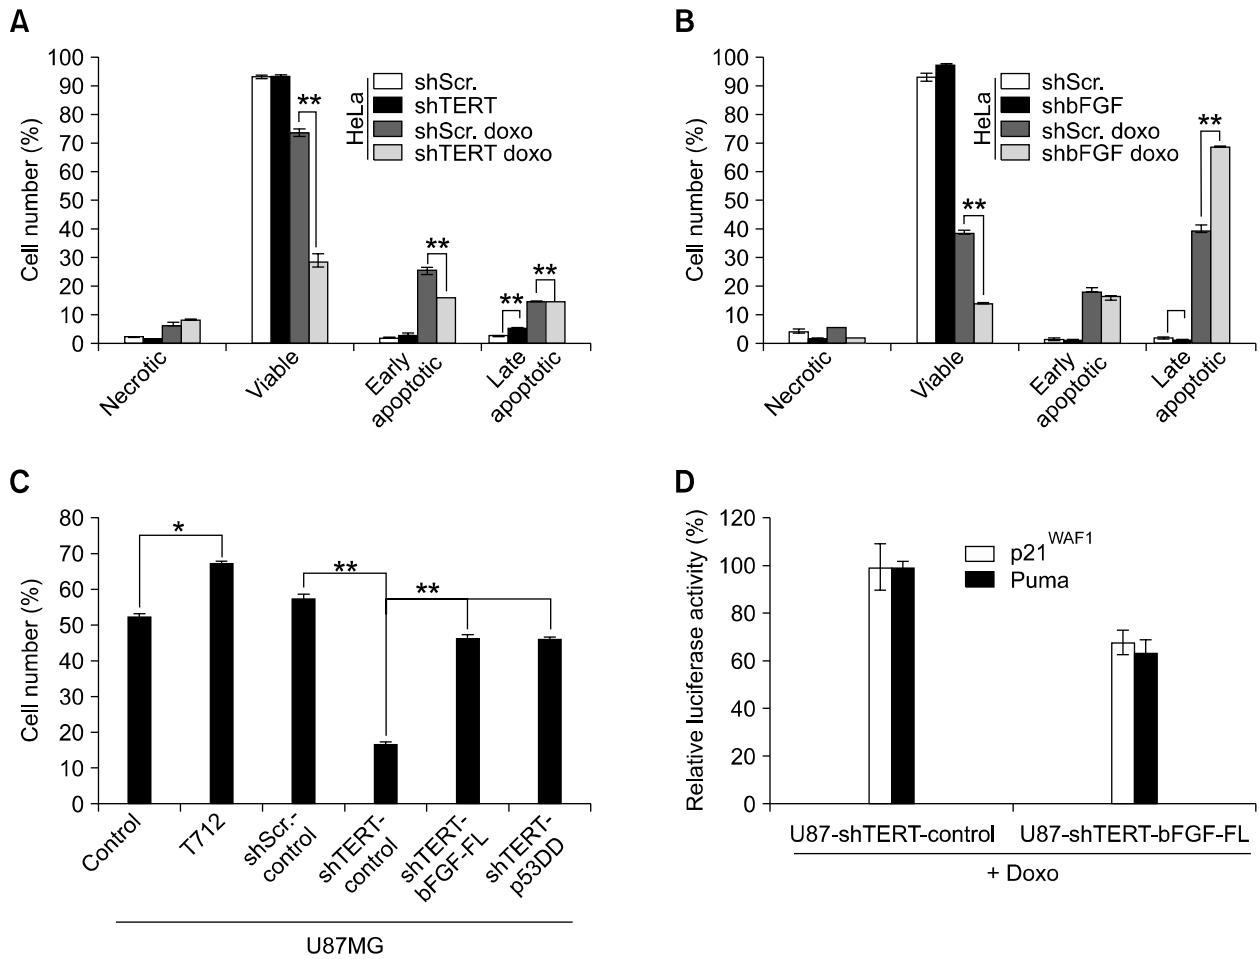 A
Cell number (%)
100
90
80
70
60
50
40
30
20
10
0
HeLa
shScr.
shTERT
shScr. doxo
shTERT doxo
**
**
**
**
Necrotic
Viable
Early
apoptotic
Late
apoptotic
B
Cell number (%)
100
90
80
70
60
50
40
30
20
10
0
HeLa
shScr.
shbFGF
shScr. doxo
shbFGF doxo
**
**
Necrotic
Viable
Early
apoptotic
Late
apoptotic
C
Cell number (%)
80
70
60
50
40
30
20
10
0
*
**
**
Control
T712
shScr.-
control
shTERT-
control
shTERT-
bFGF-FL
shTERT-
p53DD
U87MG
D
Relative luciferase activity (%)
120
100
80
60
40
20
0
p21WAF1
Puma
U87-shTERT-control U87-shTERT-bFGF-FL
+ Doxo